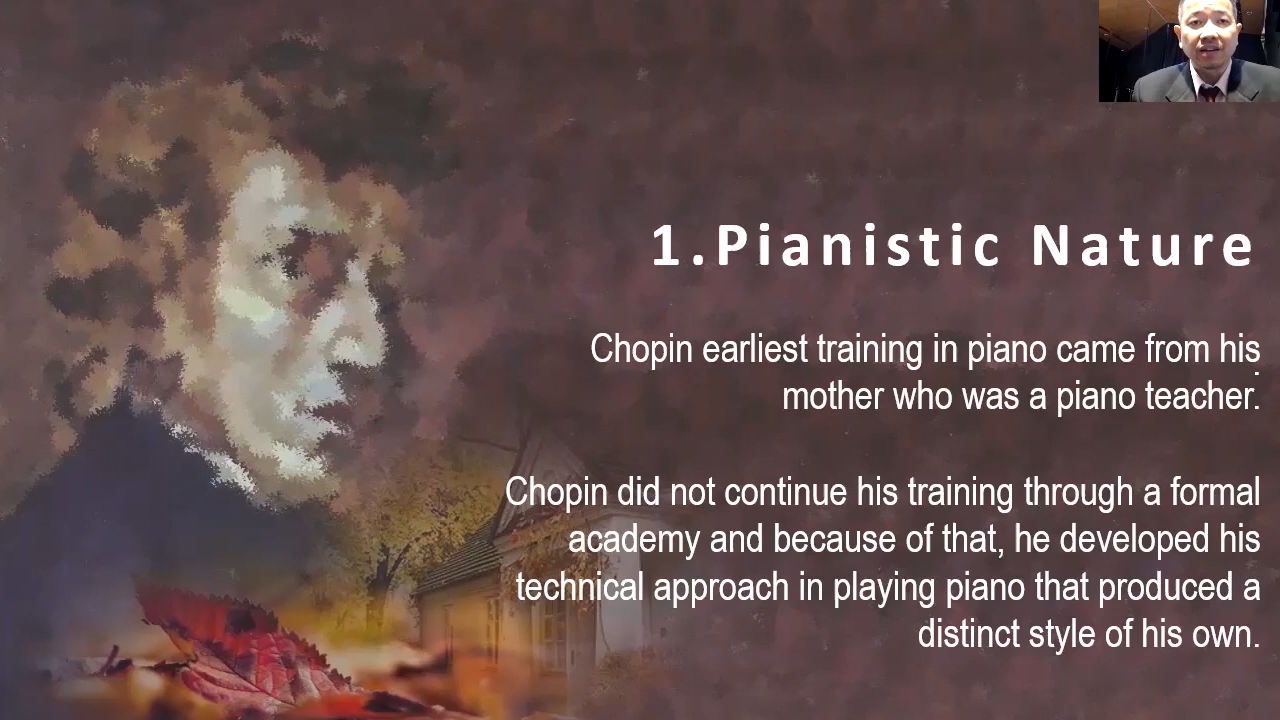 1.Pianistic Nature
Chopin earliest training in piano came from his
mother who was a piano teacher.
Chopin did not continue his training through a formal
academy and because of that, he developed his
technical approach in playing piano that produced a
distinct style of his own.